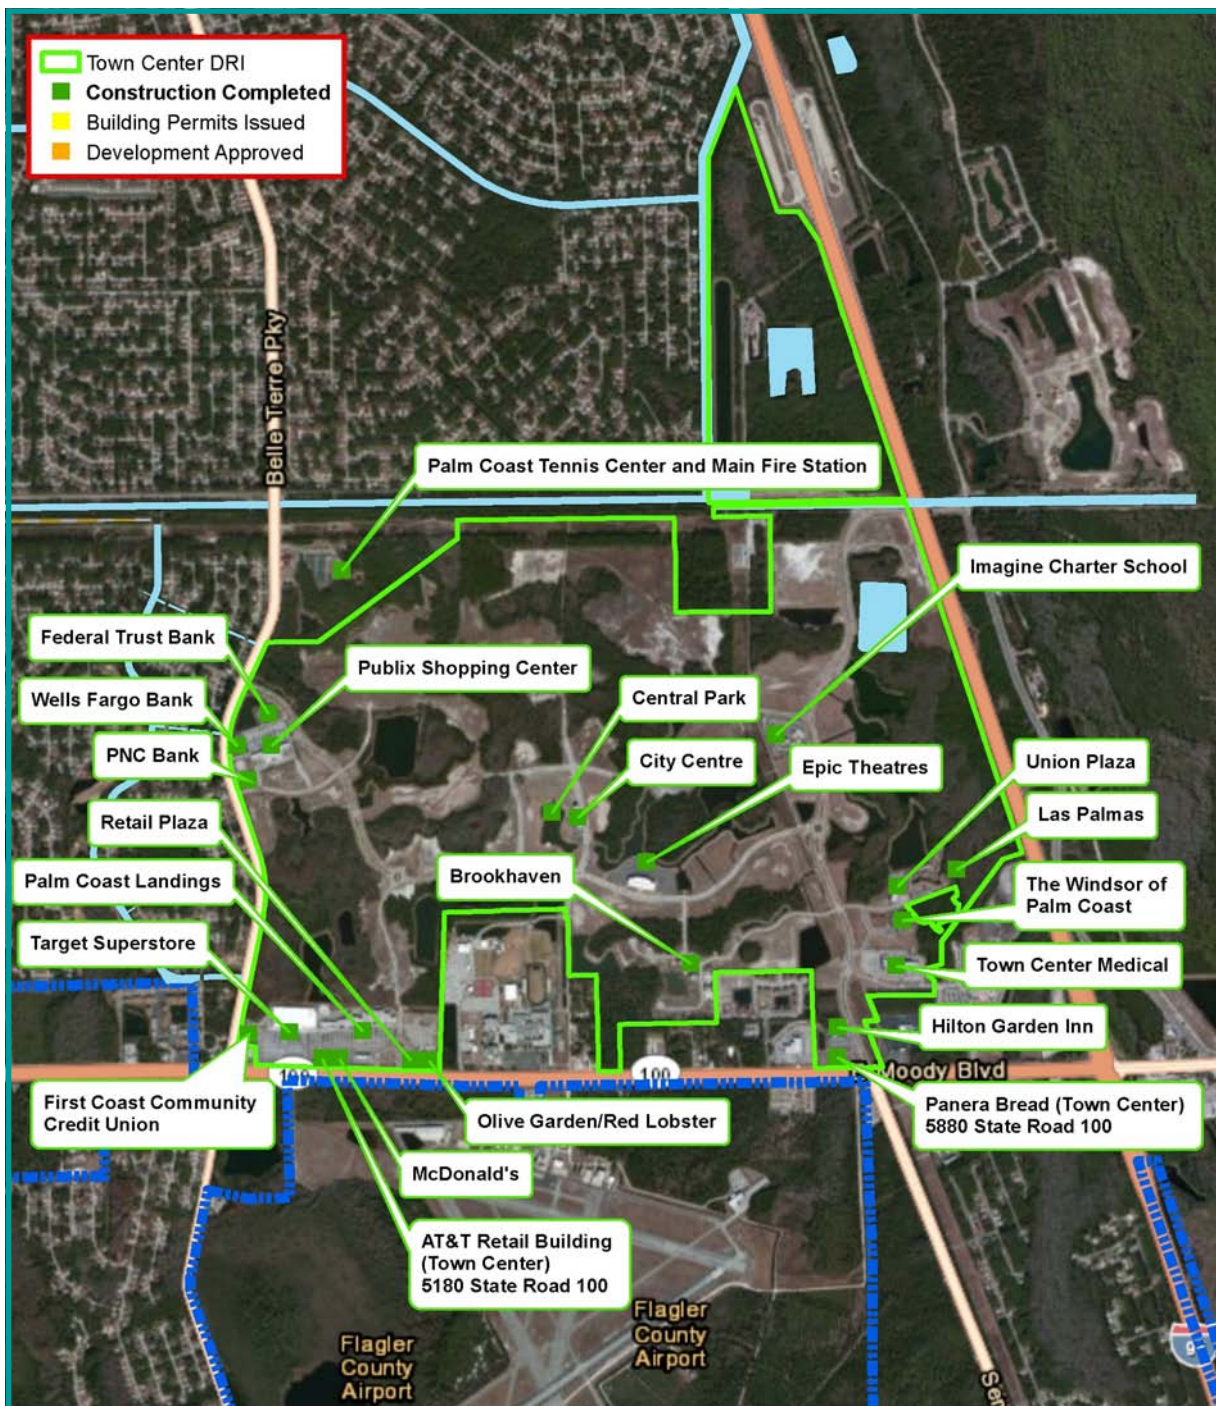 Town Center DRI
Construction Completed
Building Permits Issued
Development Approved
Belle Terre Pky
Palm Coast Tennis Center and Main Fire Station
Imagine Charter School
Federal Trust Bank
Publix Shopping Center
Wells Fargo Bank
Central Park
PNC Bank
City Centre
Epic Theatres
Union Plaza
Retail Plaza
Las Palmas
Brookhaven
Palm Coast Landings
The Windsor of
Palm Coast
Target Superstore
Town Center Medical
Hilton Garden Inn
100
100
Moody Blvd
First Coast Community
Credit Union
Olive Garden/Red Lobster
Panera Bread (Town Center)
5880 State Road 100
McDonald's
AT&T Retail Building
(Town Center)
5180 State Road 100
Flagler
County
Airport
Flagler
County
Airport